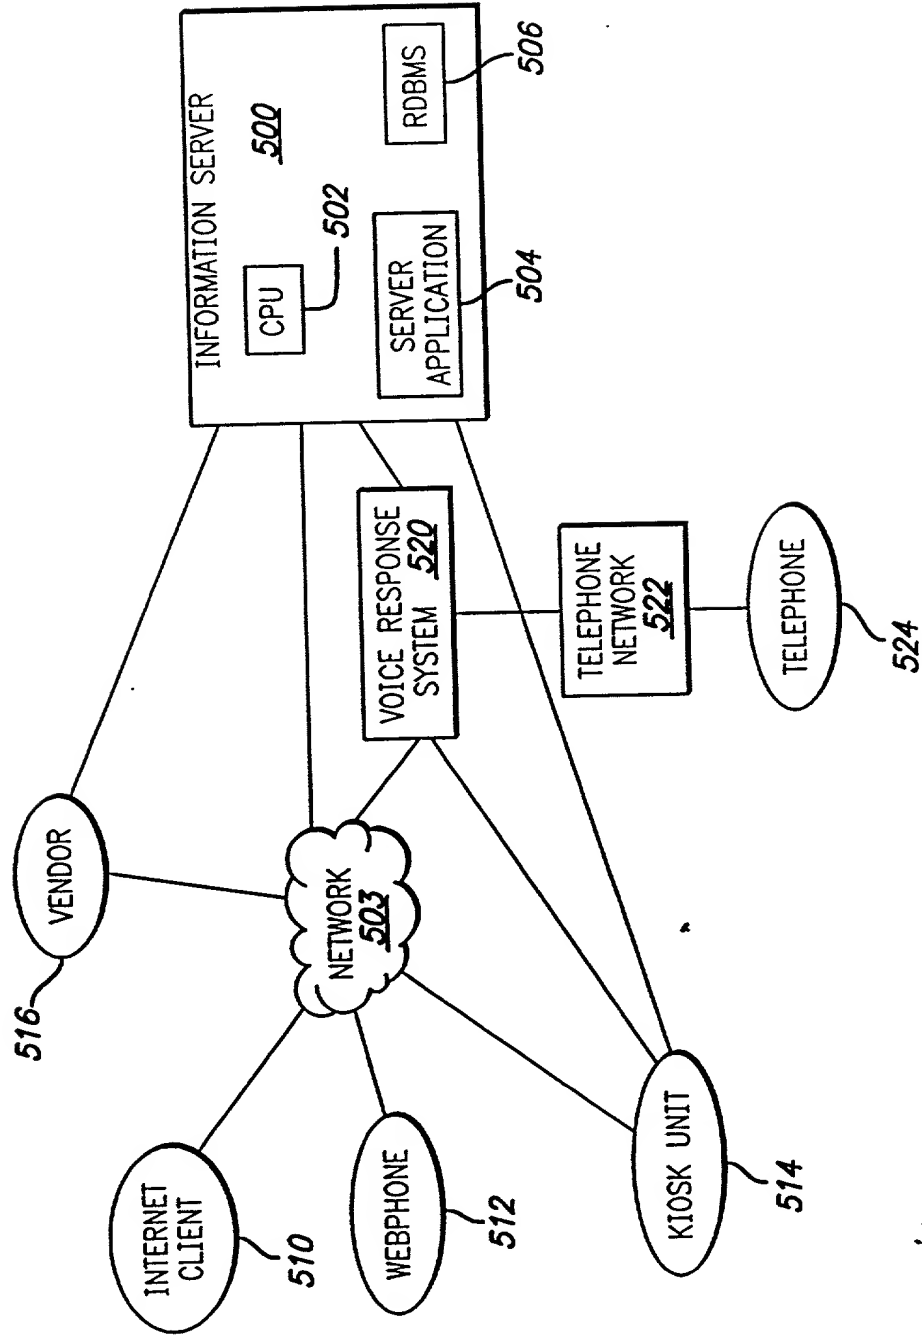 INFORMATION SERVER
500
CPU
502
SERVER
APPLICATION
504
RDBMS
506
VENDOR
516
NETWORK
503
VOICE RESPONSE
SYSTEM 520
TELEPHONE
NETWORK
522
TELEPHONE
524
INTERNET
CLIENT
510
WEBPHONE
512
KIOSK UNIT
514